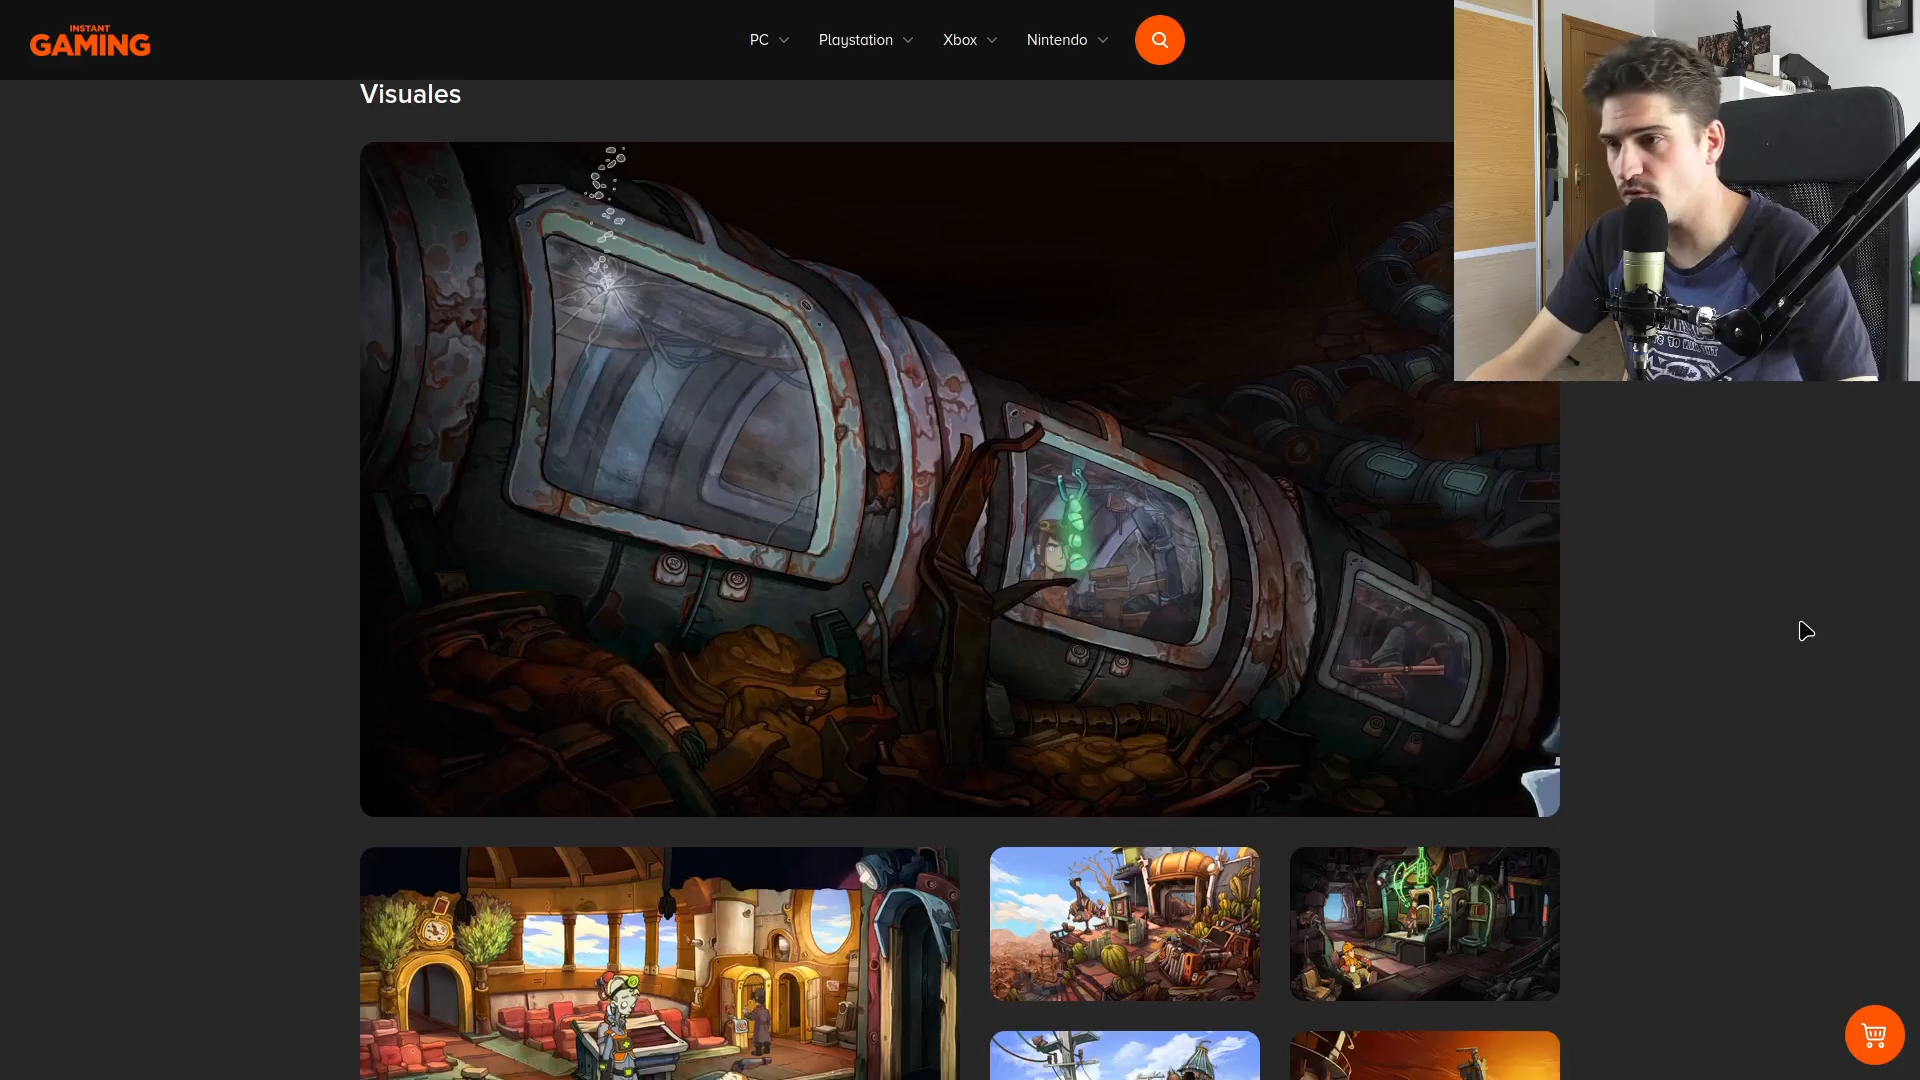 INSTANT
GAMING
PC
Playstation
Xbox
Nintendo
Visuales